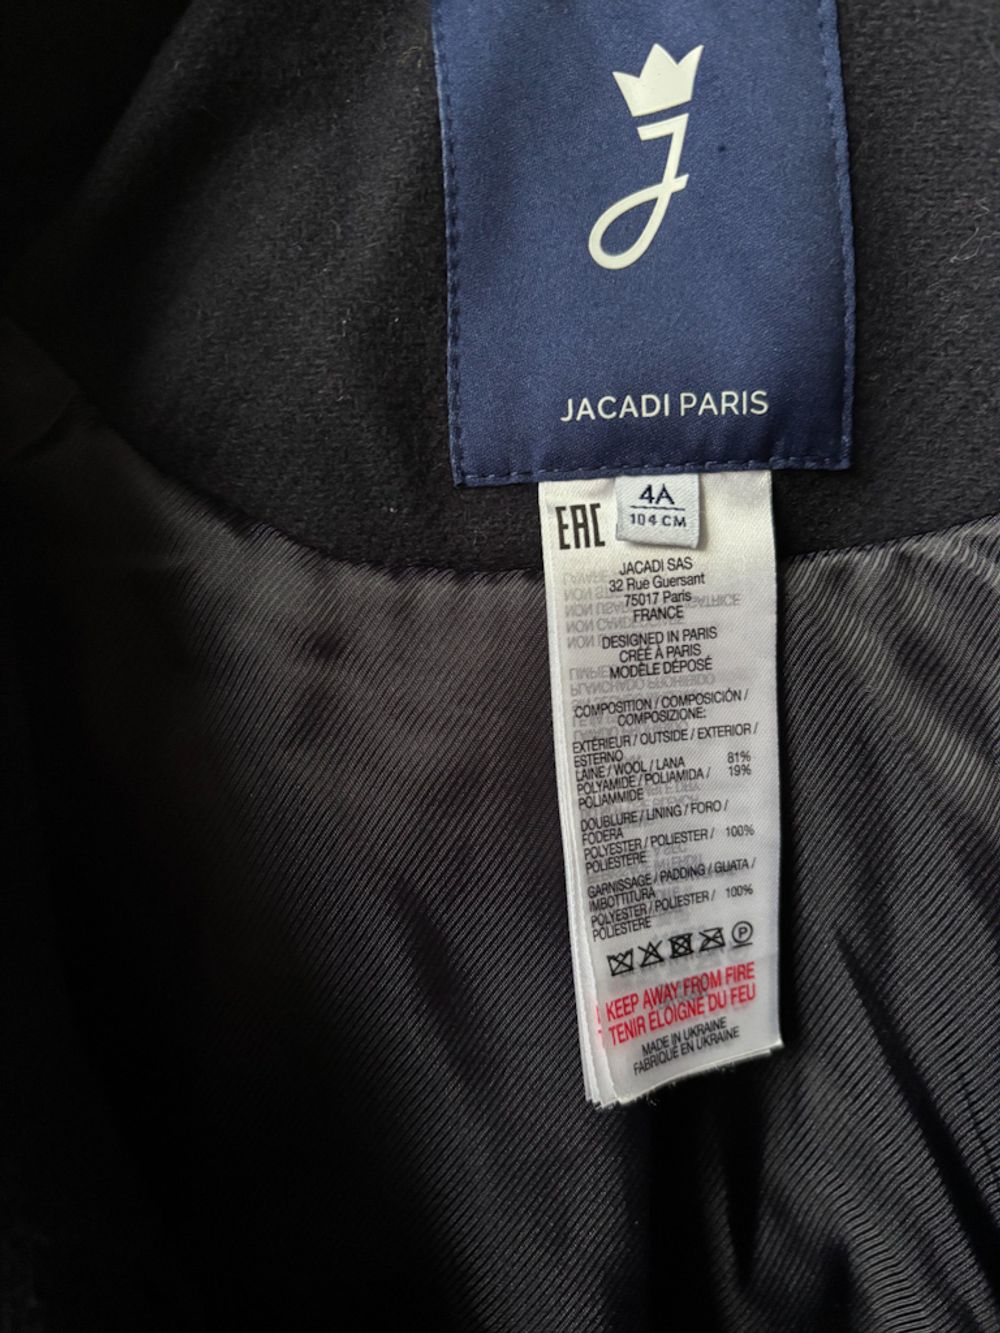 J
JACADI PARIS
4A
104 CM
EAC
JACADI SAS
32 Rue Guersant
75017 Paris
FRANCE
DESIGNED IN PARIS
CRÉÉ À PARIS
MODÈLE DÉPOSÉ
COMPOSITION / COMPOSICIÓN /
COMPOSIZIONE:
EXTÉRIEUR / OUTSIDE / EXTERIOR /
ESTERNO
LAINE / WOOL / LANA 81%
POLYAMIDE / POLIAMIDA / 19%
POLIAMMIDE
DOUBLURE / LINING / FORO /
FODERA
POLYESTER / POLIESTER / 100%
POLIESTERE
GARNISSAGE / PADDING / GUATA /
IMBOTTITURA
POLYESTER / POLIESTER / 100%
POLIESTERE
P
KEEP AWAY FROM FIRE
TENIR ELOIGNE DU FEU
MADE IN UKRAINE
FABRIQUE EN UKRAINE